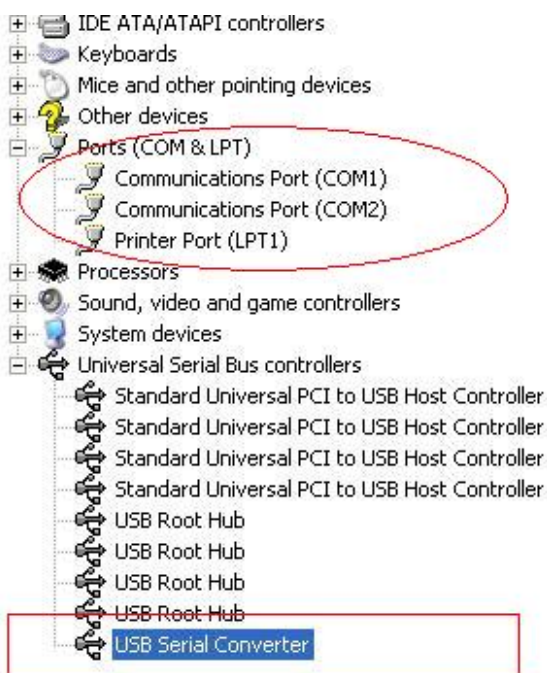 IDE ATA/ATAPI controllers
Keyboards
Mice and other pointing devices
Other devices
Ports (COM & LPT)
Communications Port (COM1)
Communications Port (COM2)
Printer Port (LPT1)
Processors
Sound, video and game controllers
System devices
Universal Serial Bus controllers
Standard Universal PCI to USB Host Controller
Standard Universal PCI to USB Host Controller
Standard Universal PCI to USB Host Controller
Standard Universal PCI to USB Host Controller
USB Root Hub
USB Root Hub
USB Root Hub
USB Root Hub
USB Serial Converter